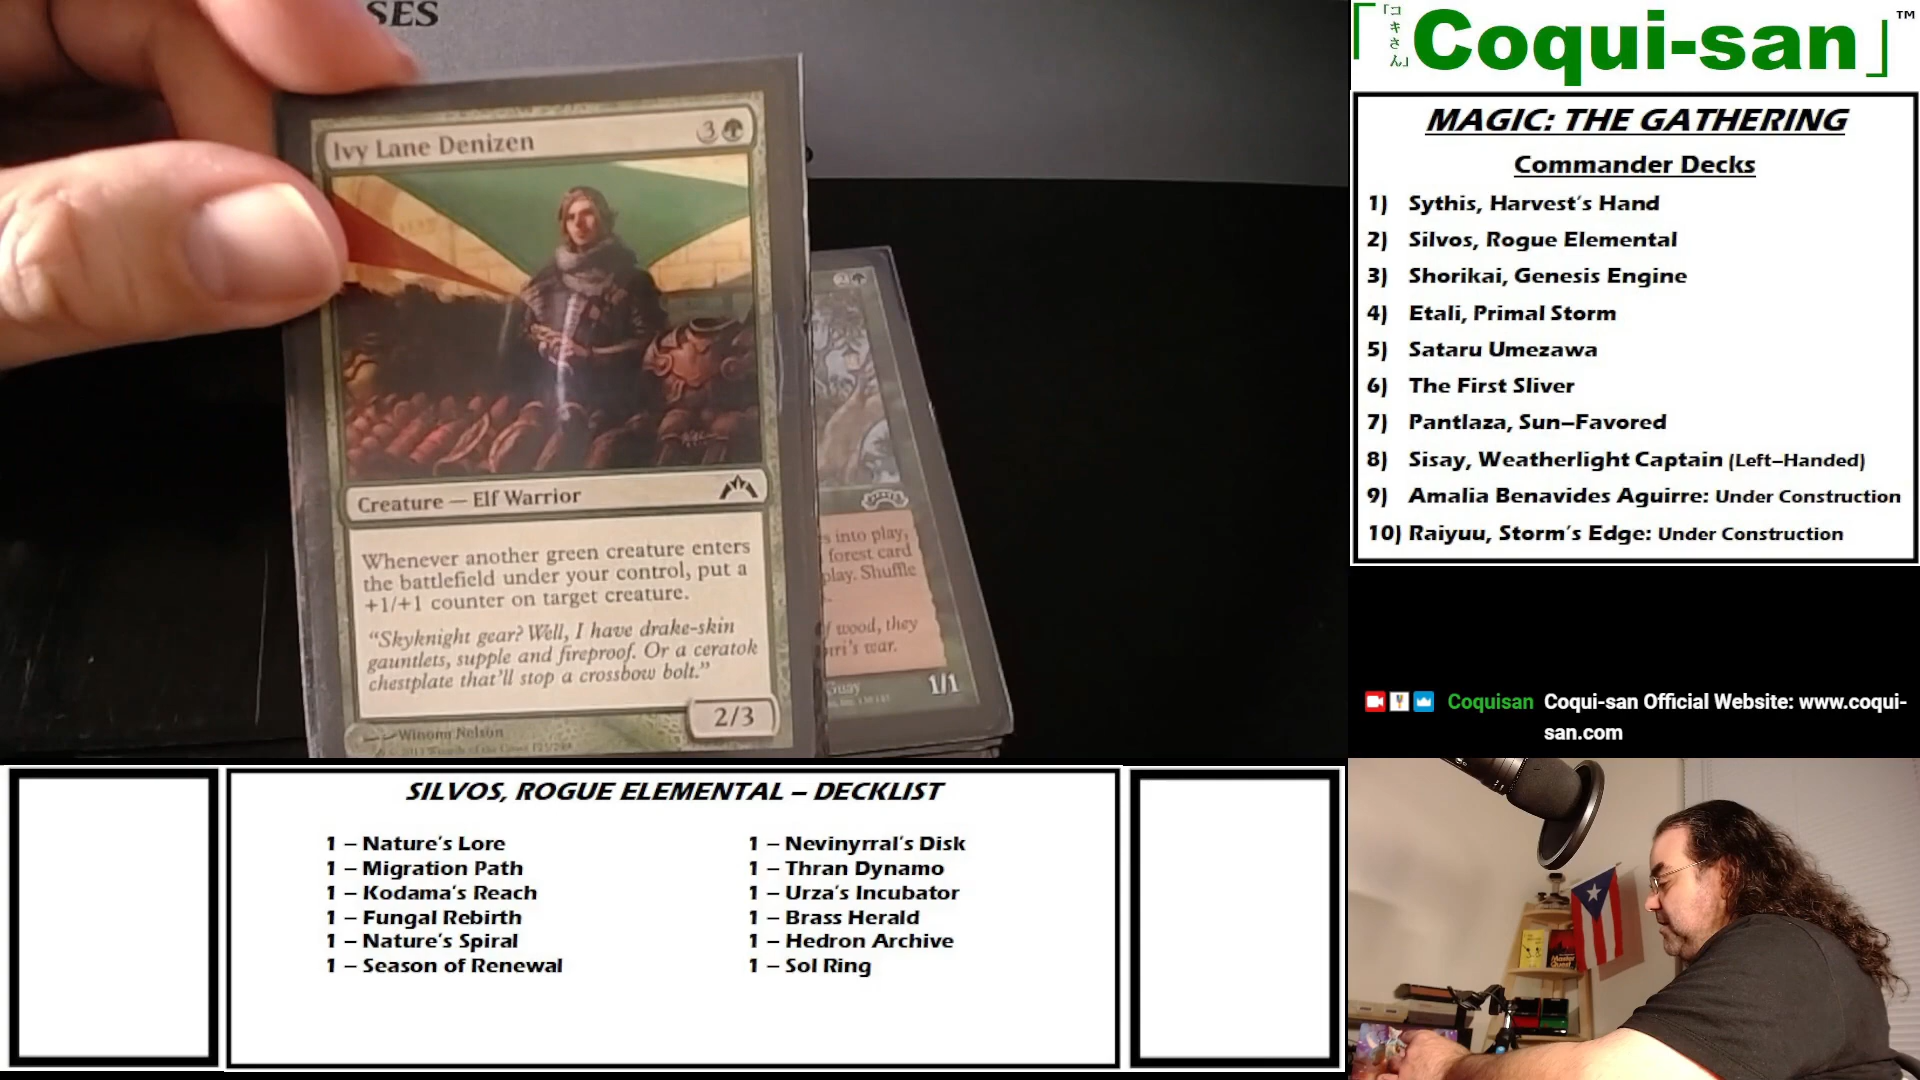 SES
Ivy Lane Denizen 3
Creature — Elf Warrior
Whenever another green creature enters
the battlefield under your control, put a
+1/+1 counter on target creature.
“Skyknight gear? Well, I have drake-skin
gauntlets, supple and fireproof. Or a ceratok
chestplate that’ll stop a crossbow bolt.”
2/3
Winona Nelson
2
into play,
forest card
play. Shuffle
of wood, they
war.
Guay
1/1
「コキさん」
「Coqui-san」™
MAGIC: THE GATHERING
Commander Decks
1) Sythis, Harvest's Hand
2) Silvos, Rogue Elemental
3) Shorikai, Genesis Engine
4) Etali, Primal Storm
5) Sataru Umezawa
6) The First Sliver
7) Pantlaza, Sun–Favored
8) Sisay, Weatherlight Captain (Left–Handed)
9) Amalia Benavides Aguirre: Under Construction
10) Raiyuu, Storm's Edge: Under Construction
Coquisan Coqui-san Official Website: www.coqui-
san.com
SILVOS, ROGUE ELEMENTAL – DECKLIST
1 – Nature's Lore
1 – Migration Path
1 – Kodama's Reach
1 – Fungal Rebirth
1 – Nature's Spiral
1 – Season of Renewal
1 – Nevinyrral's Disk
1 – Thran Dynamo
1 – Urza's Incubator
1 – Brass Herald
1 – Hedron Archive
1 – Sol Ring
Master
Quest